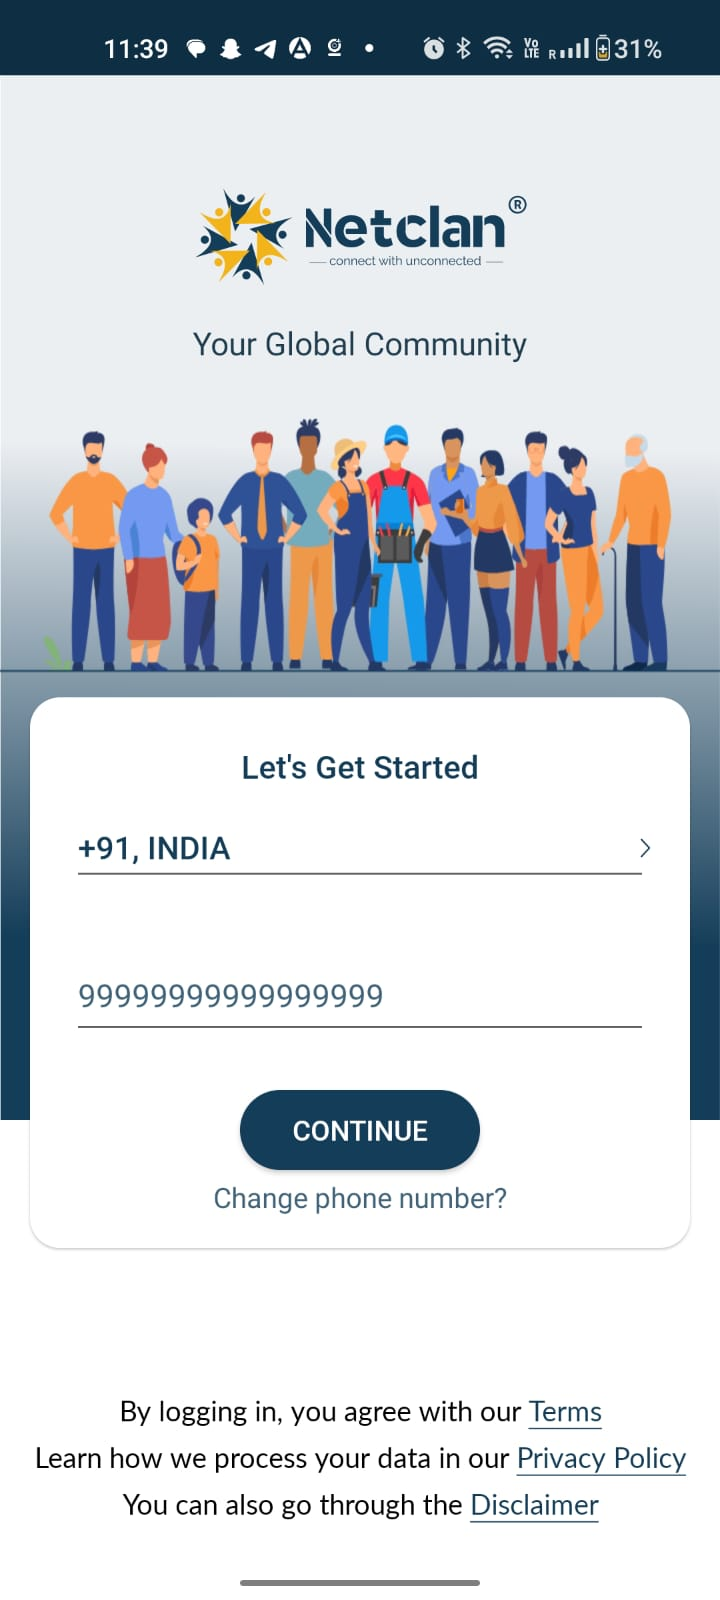 11:39
Vo
LTE
R
31%
Netclan®
connect with unconnected
Your Global Community
Let's Get Started
+91, INDIA
99999999999999999
CONTINUE
Change phone number?
By logging in, you agree with our Terms
Learn how we process your data in our Privacy Policy
You can also go through the Disclaimer